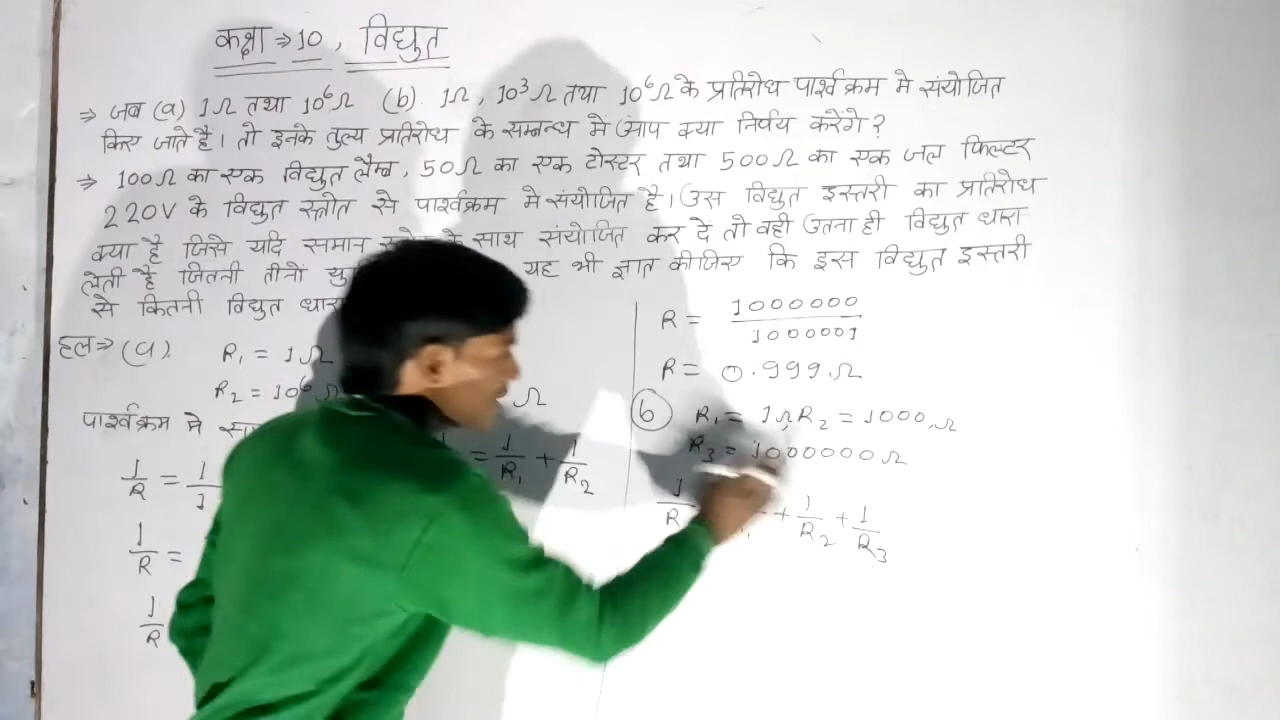 कक्षा ⇒ 10 , विद्युत
⇒ जब (a) 1Ω तथा 10⁶Ω (b). 1Ω , 10³Ω तथा 10⁶Ω के प्रतिरोध पार्श्वक्रम मे संयोजित
किए जाते है। तो इनके तुल्य प्रतिरोध के सम्बन्ध में आप क्या निर्णय करेंगे ?
⇒ 100Ω का एक विद्युत लैम्ब, 50Ω का एक टोस्टर तथा 500Ω का एक जल फिल्टर
220V के विद्युत स्त्रोत से पार्श्वक्रम मे संयोजित है। उस विद्युत इस्तरी का प्रतिरोध
क्या है जिसे यदि समान के साथ संयोजित कर दें तो वही उतना ही विद्युत धारा
लेती है जितनी तीनों यह भी ज्ञात कीजिए कि इस विद्युत इस्तरी
से कितनी विद्युत धारा
हल ⇒ (a).
R₁ = 1Ω
R₂ = 10⁶Ω Ω
पार्श्वक्रम मे
1/R = 1/1 = 1/R₁ + 1/R₂
1/R =
1/R
R = 1000000/1000001
R = 0.999Ω
(b) R₁ = 1Ω R₂ = 1000Ω
R₃ = 1000000Ω
1/R + 1/R₂ + 1/R₃